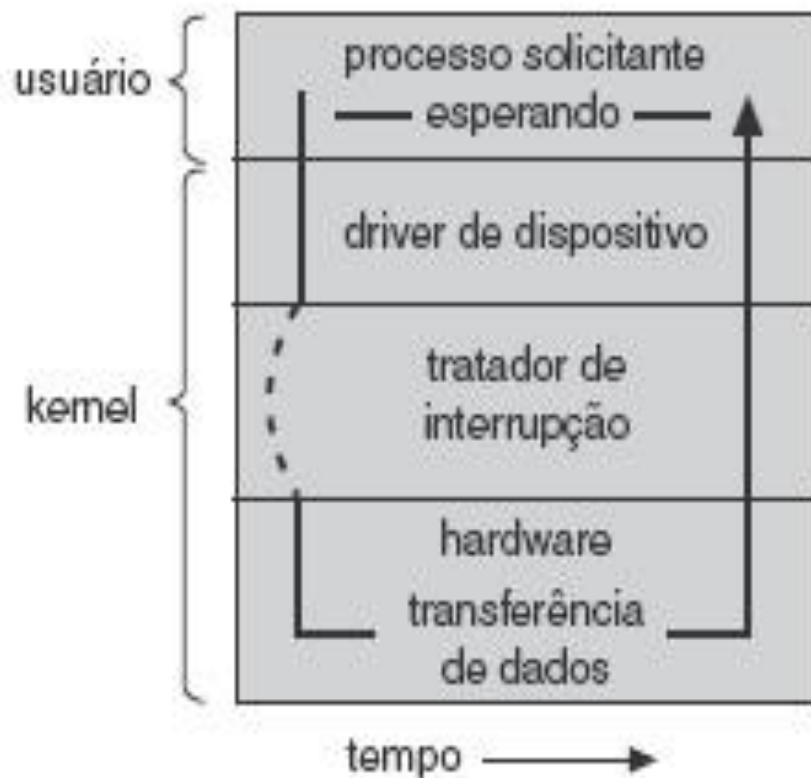 usuário
processo solicitante
esperando
driver de dispositivo
kernel
tratador de
interrupção
hardware
transferência
de dados
tempo